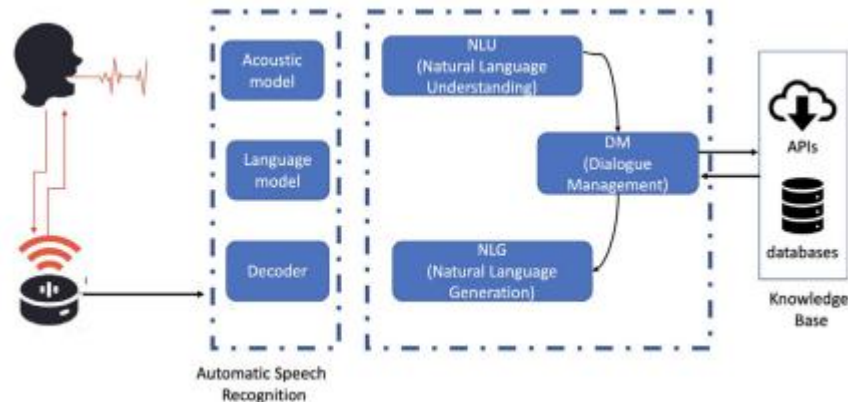 Acoustic
model
Language
model
Decoder
Automatic Speech
Recognition
NLU
(Natural Language
Understanding)
DM
(Dialogue
Management)
NLG
(Natural Language
Generation)
APIs
databases
Knowledge
Base